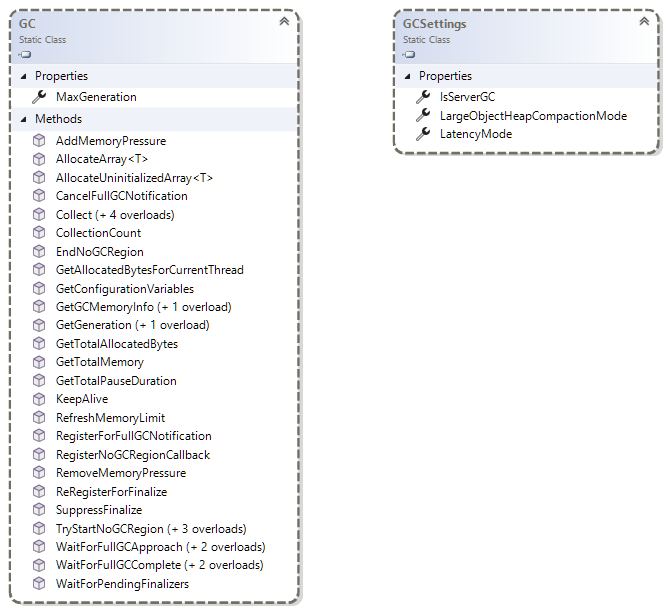 GC
Static Class
Properties
MaxGeneration
Methods
AddMemoryPressure
AllocateArray<T>
AllocateUninitializedArray<T>
CancelFullGCNotification
Collect (+ 4 overloads)
CollectionCount
EndNoGCRegion
GetAllocatedBytesForCurrentThread
GetConfigurationVariables
GetGCMemoryInfo (+ 1 overload)
GetGeneration (+ 1 overload)
GetTotalAllocatedBytes
GetTotalMemory
GetTotalPauseDuration
KeepAlive
RefreshMemoryLimit
RegisterForFullGCNotification
RegisterNoGCRegionCallback
RemoveMemoryPressure
ReRegisterForFinalize
SuppressFinalize
TryStartNoGCRegion (+ 3 overloads)
WaitForFullGCApproach (+ 2 overloads)
WaitForFullGCComplete (+ 2 overloads)
WaitForPendingFinalizers
GCSettings
Static Class
Properties
IsServerGC
LargeObjectHeapCompactionMode
LatencyMode